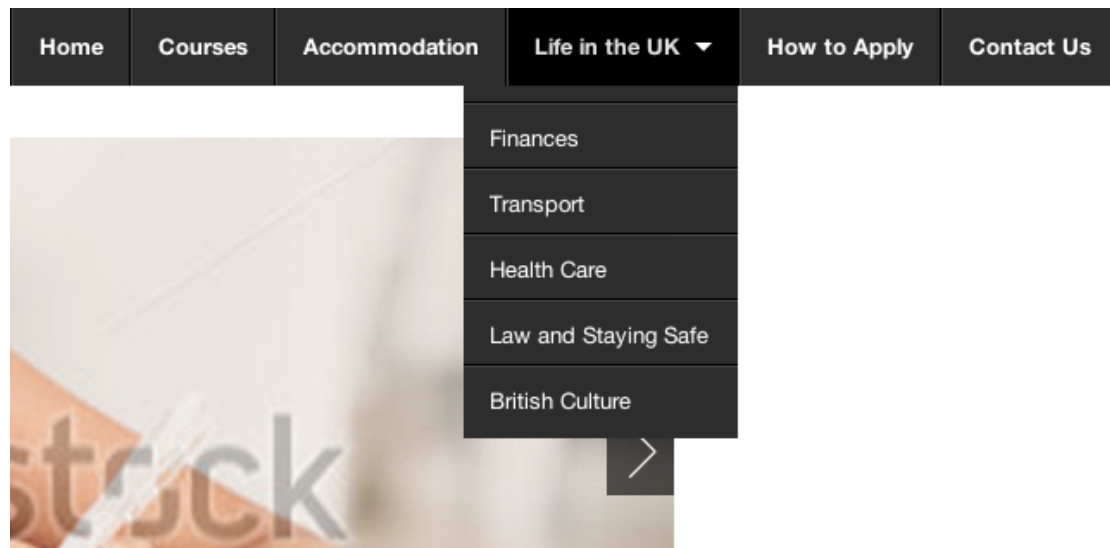 Home Courses Accommodation Life in the UK How to Apply Contact Us
Finances
Transport
Health Care
Law and Staying Safe
British Culture
stock